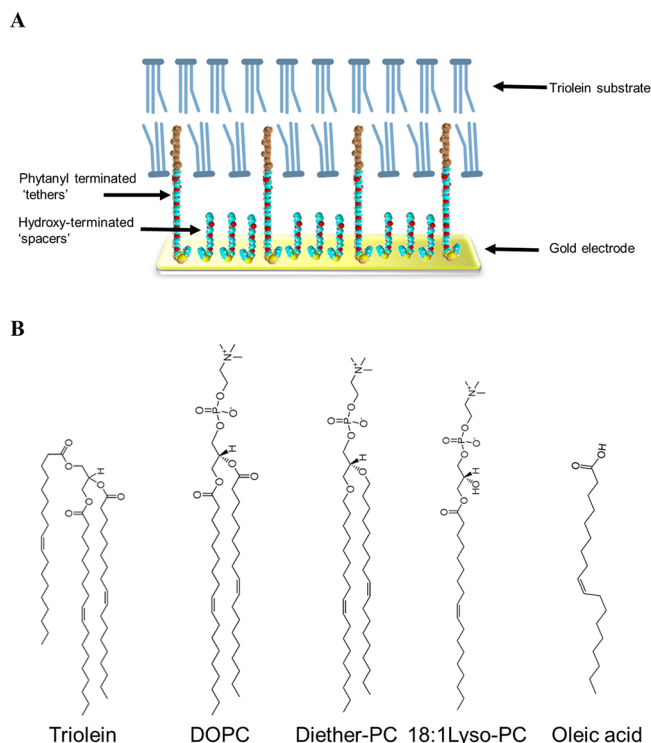 A
Triolein substrate
Phytanyl terminated
‘tethers’
Hydroxy-terminated
‘spacers’
Gold electrode
B
Triolein DOPC Diether-PC 18:1Lyso-PC Oleic acid